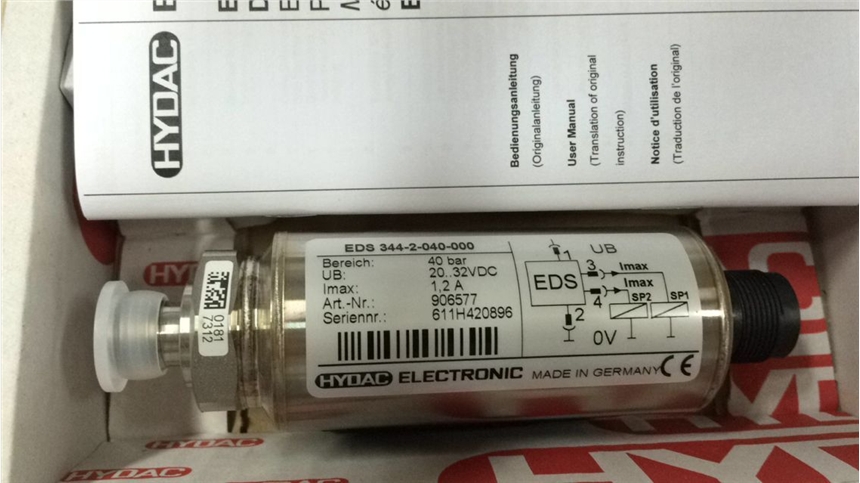 HYDAC
Bedienungsanleitung
(Originalanleitung)
User Manual
(Translation of original
instruction)
Notice d'utilisation
(Traduction de l'original)
EDS 344-2-040-000
Bereich: 40 bar
UB: 20..32VDC
Imax: 1,2 A
Art.-Nr.: 906577
Seriennr.: 611H420896
HYDAC ELECTRONIC MADE IN GERMANY CE
1
UB
3
Imax
EDS
Imax
4
SP2
SP1
2
0V
0181
7312
HYDAC
HYDAC
HYDAC
HYDAC